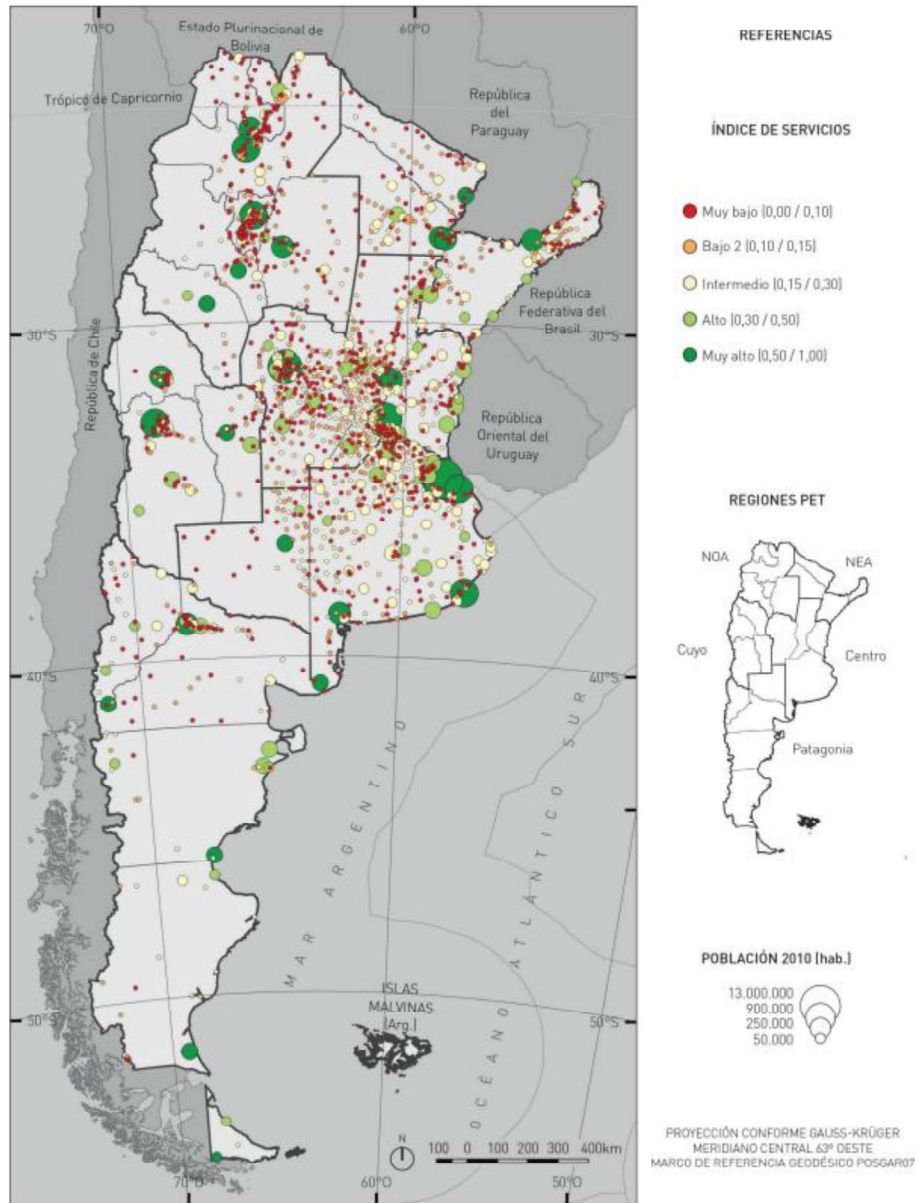 70°O
60°O
Estado Plurinacional de
Bolivia
Trópico de Capricornio
República
del
Paraguay
República
Federativa del
Brasil
30°S
30°S
República de Chile
República
Oriental del
Uruguay
40°S
40°S
MAR ARGENTINO
OCÉANO ATLÁNTICO SUR
ISLAS
MALVINAS
(Arg.)
50°S
50°S
N
100 0 100 200 300 400km
70°O
60°O
50°O
REFERENCIAS
ÍNDICE DE SERVICIOS
Muy bajo (0,00 / 0,10)
Bajo 2 (0,10 / 0,15)
Intermedio (0,15 / 0,30)
Alto (0,30 / 0,50)
Muy alto (0,50 / 1,00)
REGIONES PET
NOA
NEA
Cuyo
Centro
Patagonia
POBLACIÓN 2010 (hab.)
13.000.000
900.000
250.000
50.000
PROYECCIÓN CONFORME GAUSS-KRÜGER
MERIDIANO CENTRAL 63º OESTE
MARCO DE REFERENCIA GEODÉSICO POSGAR07